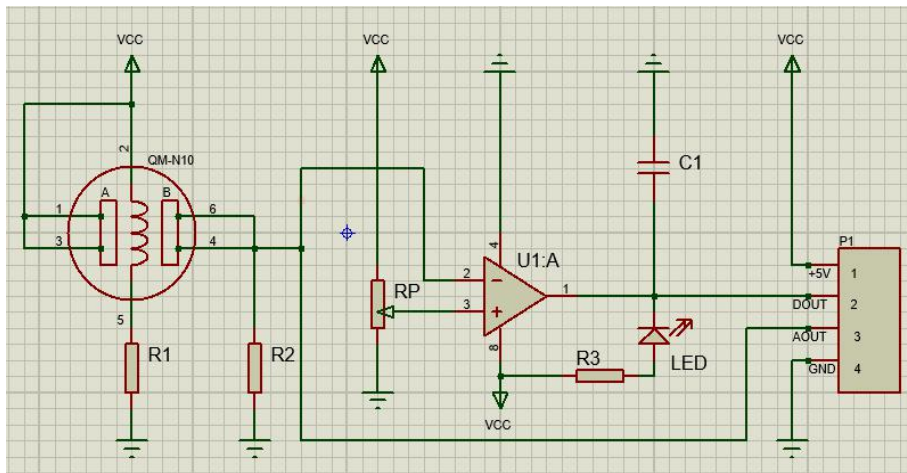 VCC
VCC
VCC
2
QM-N10
C1
A
B
1
6
3
4
4
U1:A
P1
2
1
3
RP
+5V
1
DOUT
2
AOUT
3
GND
4
5
8
R1
R2
R3
LED
VCC